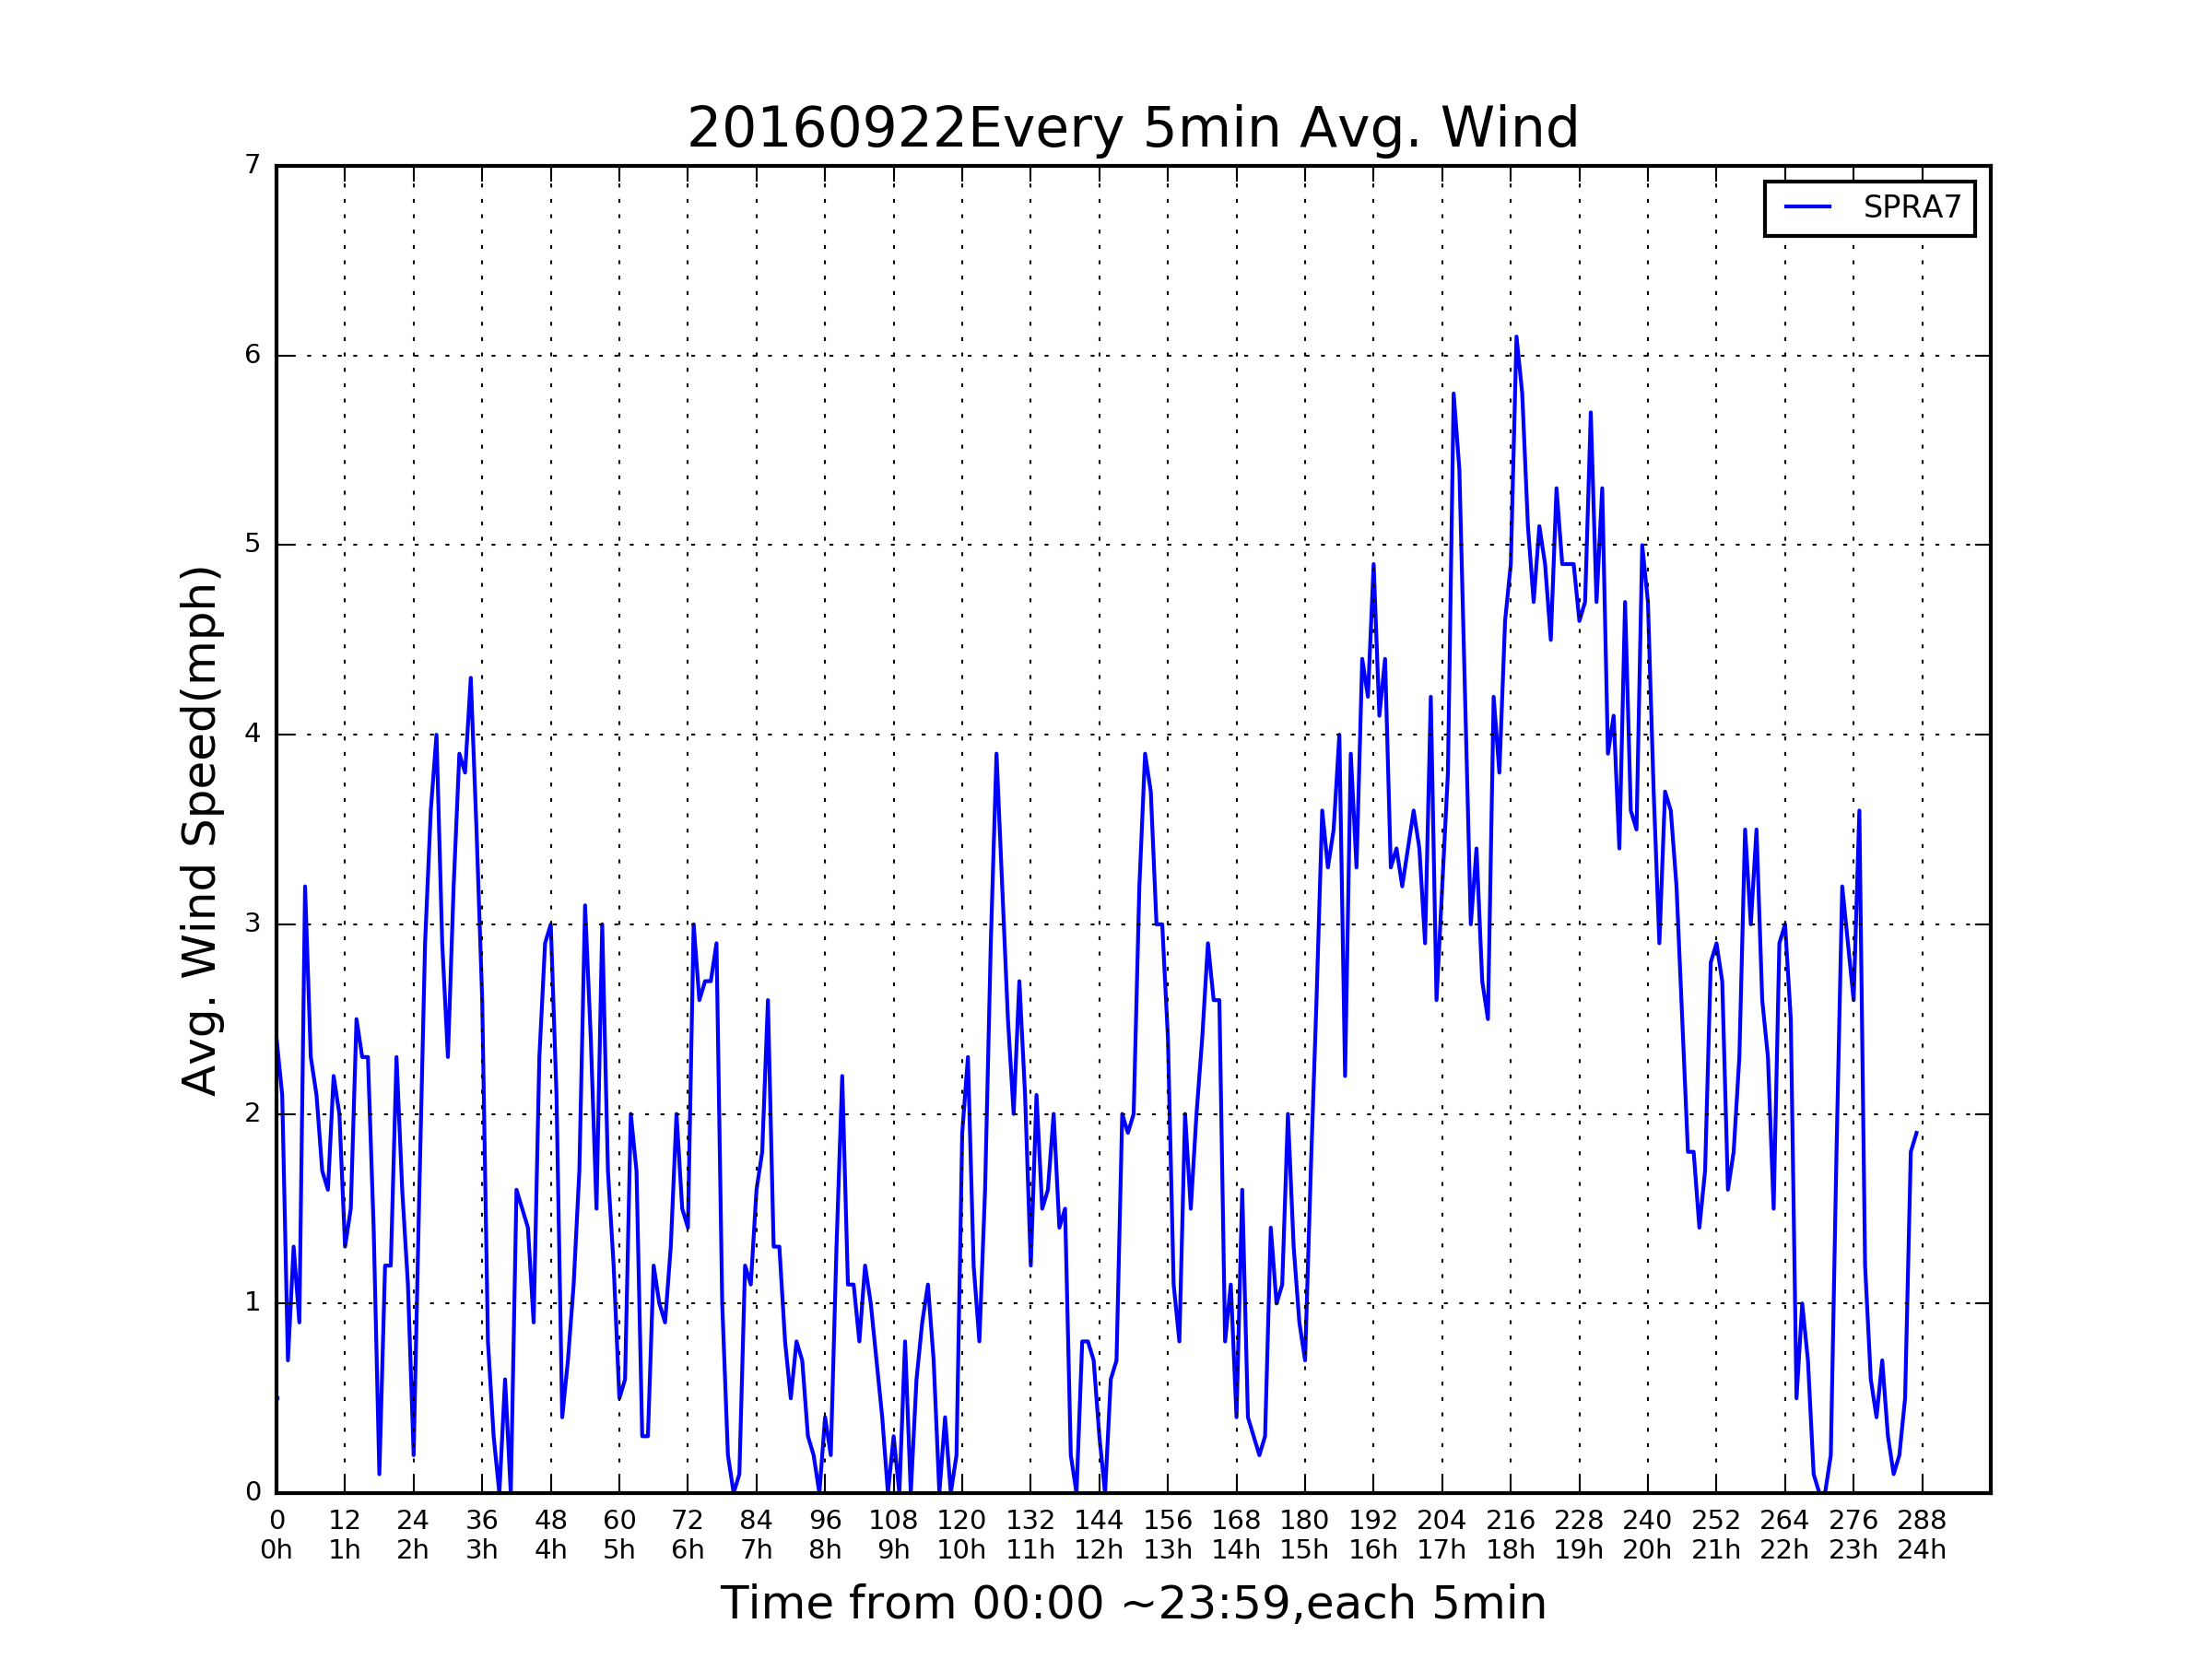 20160922Every 5min Avg. Wind
SPRA7
7
6
5
4
3
2
1
0
Avg. Wind Speed(mph)
0 12 24 36 48 60 72 84 96 108 120 132 144 156 168 180 192 204 216 228 240 252 264 276 288
0h 1h 2h 3h 4h 5h 6h 7h 8h 9h 10h 11h 12h 13h 14h 15h 16h 17h 18h 19h 20h 21h 22h 23h 24h
Time from 00:00 ~23:59,each 5min